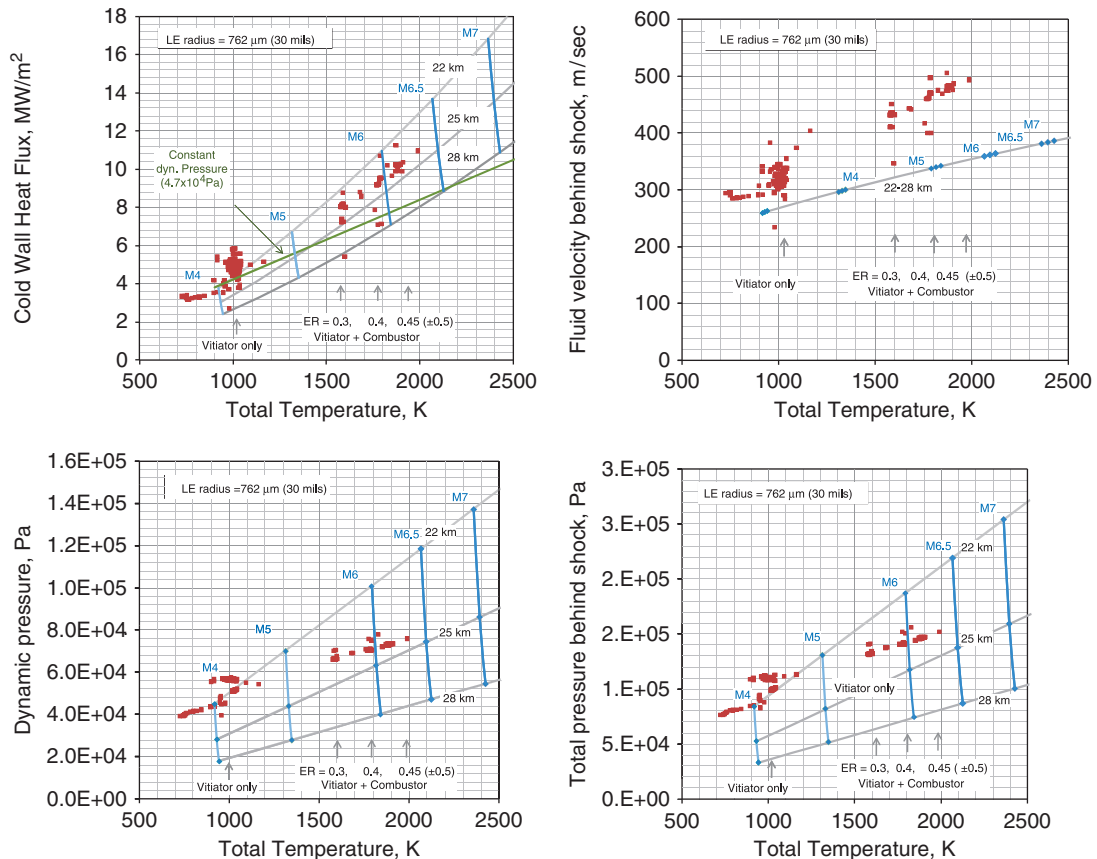 Cold Wall Heat Flux, MW/m²
18
16
14
12
10
8
6
4
2
0
LE radius = 762 μm (30 mils)
M7
22 km
M6.5
25 km
M6
28 km
Constant
dyn. Pressure
(4.7x10⁴Pa)
M5
M4
ER = 0.3, 0.4, 0.45 (±0.5)
Vitiator only
Vitiator + Combustor
500 1000 1500 2000 2500
Total Temperature, K
Fluid velocity behind shock, m/sec
600
500
400
300
200
100
0
LE radius = 762 μm (30 mils)
M7
M6.5
M6
M5
M4
22-28 km
Vitiator only
ER = 0.3, 0.4, 0.45 (±0.5)
Vitiator + Combustor
500 1000 1500 2000 2500
Total Temperature, K
Dynamic pressure, Pa
1.6E+05
1.4E+05
1.2E+05
1.0E+05
8.0E+04
6.0E+04
4.0E+04
2.0E+04
0.0E+00
LE radius =762 μm (30 mils)
M7
M6.5
22 km
M6
M5
25 km
M4
28 km
ER = 0.3, 0.4, 0.45 (±0.5)
Vitiator only
Vitiator + Combustor
500 1000 1500 2000 2500
Total Temperature, K
Total pressure behind shock, Pa
3.E+05
3.E+05
2.E+05
2.E+05
1.E+05
5.E+04
0.E+00
LE radius = 762 μm (30 mils)
M7
M6.5
22 km
M6
M5
25 km
Vitiator only
M4
28 km
ER = 0.3, 0.4, 0.45 (±0.5)
Vitiator only
Vitiator + Combustor
500 1000 1500 2000 2500
Total Temperature, K